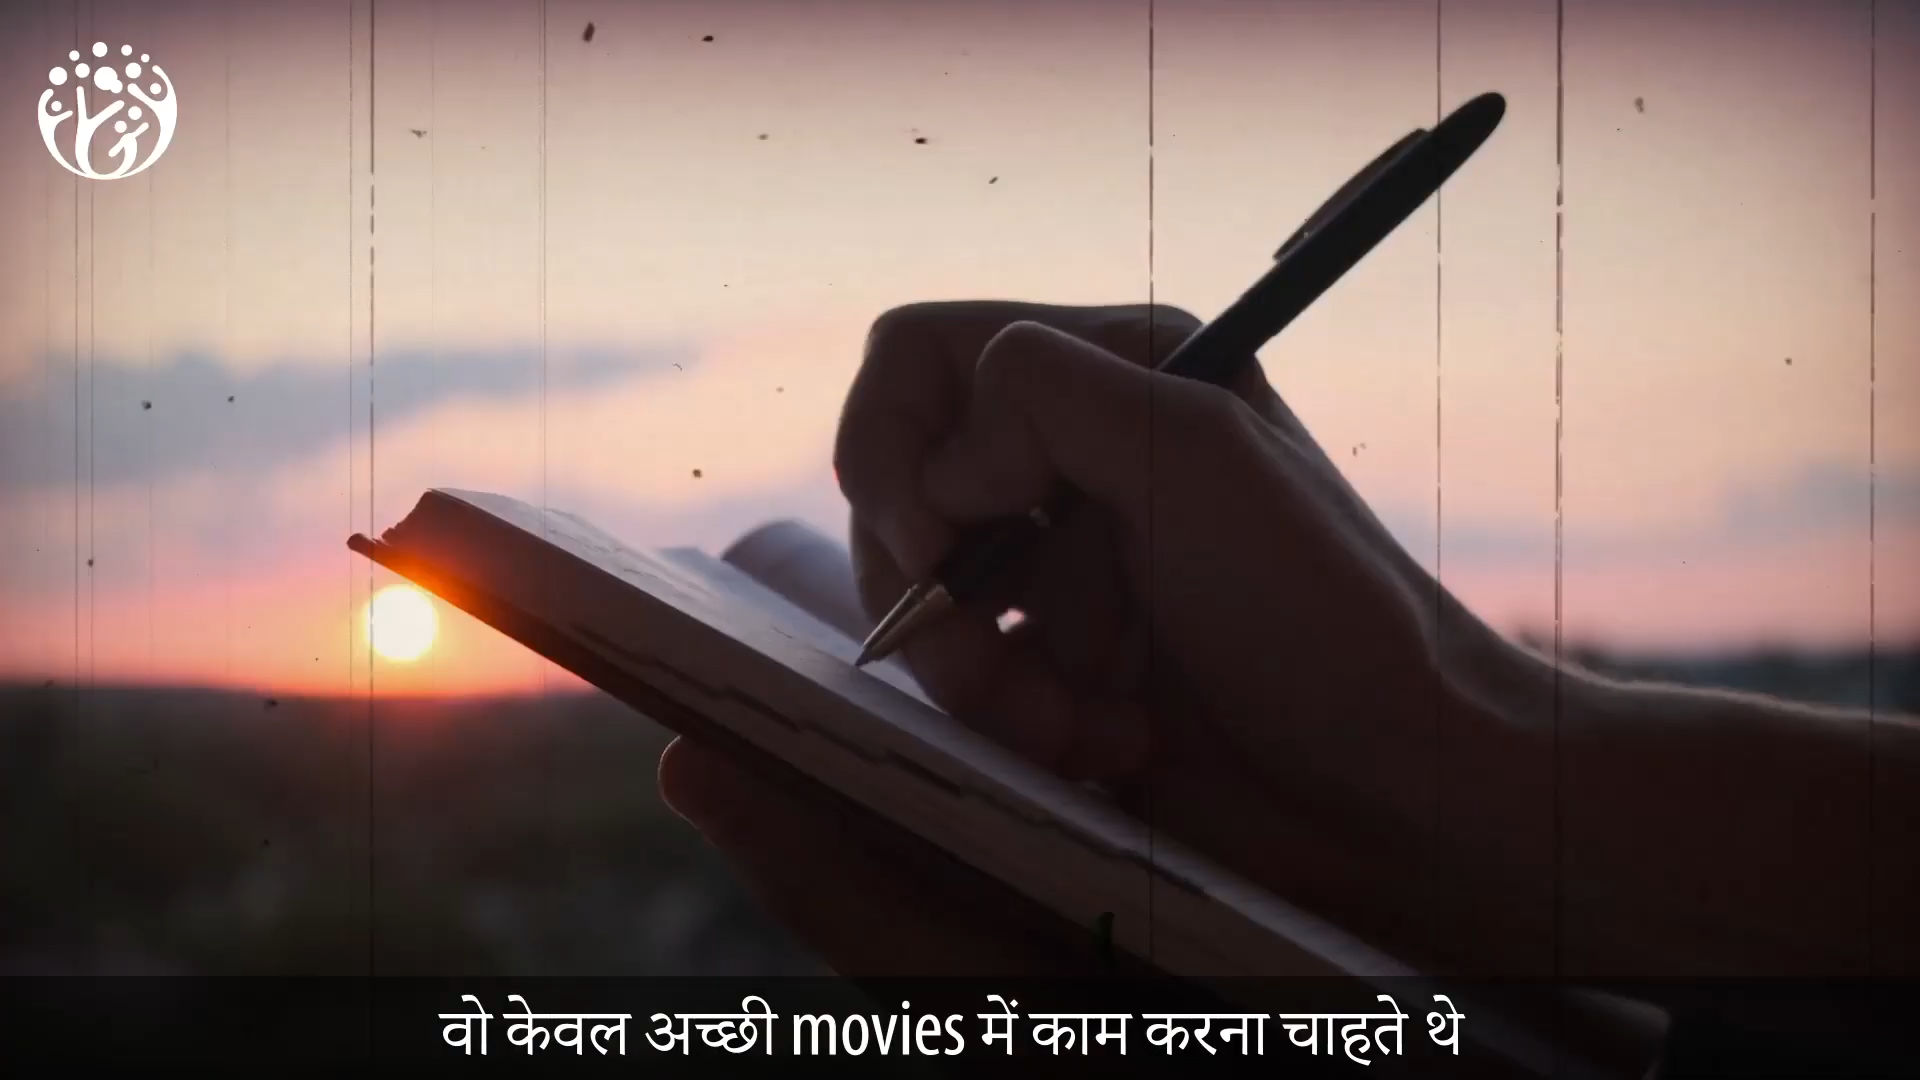 वो केवल अच्छी movies में काम करना चाहते थे